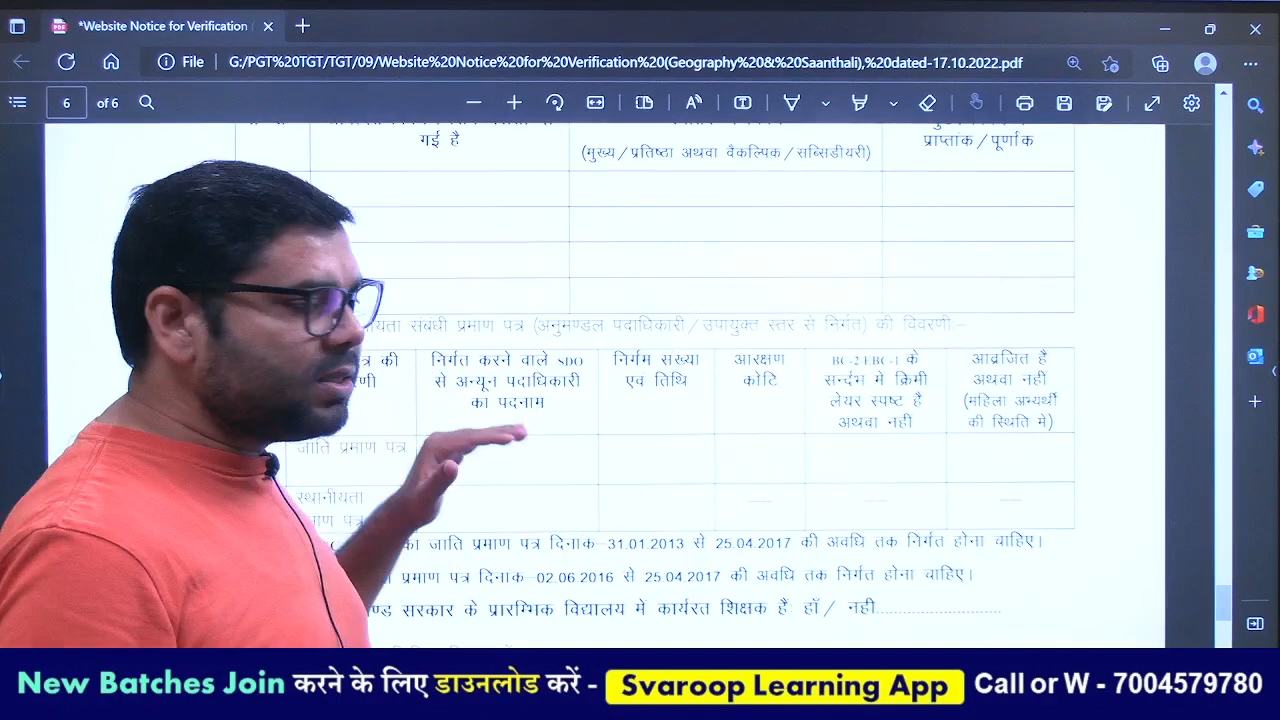 *Website Notice for Verification
File G:/PGT%20TGT/TGT/09/Website%20Notice%20for%20Verification%20(Geography%20&%20Saanthali),%20dated-17.10.2022.pdf
6 of 6
गई है
(मुख्य/प्रतिष्ठा अथवा वैकल्पिक/सब्सिडीयरी)
प्राप्तांक/पूर्णांक
संबंधी प्रमाण पत्र (अनुमण्डल पदाधिकारी/उपायुक्त स्तर से निर्गत) की विवरणी:–
की निर्गत करने वाले SDO निर्गम सख्या आरक्षण BC-2 EBC-1 के आव्रजित है
से अन्यून पदाधिकारी एव तिथि कोटि सन्दर्भ मे क्रिमी अथवा नही
का पदनाम लेयर स्पष्ट है (महिला अभ्यर्थी
अथवा नही की स्थिति मे)
जाति प्रमाण पत्र
स्थानीयता — — —
पत्र
का जाति प्रमाण पत्र दिनाक–31.01.2013 से 25.04.2017 की अवधि तक निर्गत होना चाहिए।
प्रमाण पत्र दिनाक–02.06.2016 से 25.04.2017 की अवधि तक निर्गत होना चाहिए।
सरकार के प्रारम्भिक विद्यालय में कार्यरत शिक्षक हैं: हॉ/ नही..............................
New Batches Join करने के लिए डाउनलोड करें - Svaroop Learning App Call or W - 7004579780